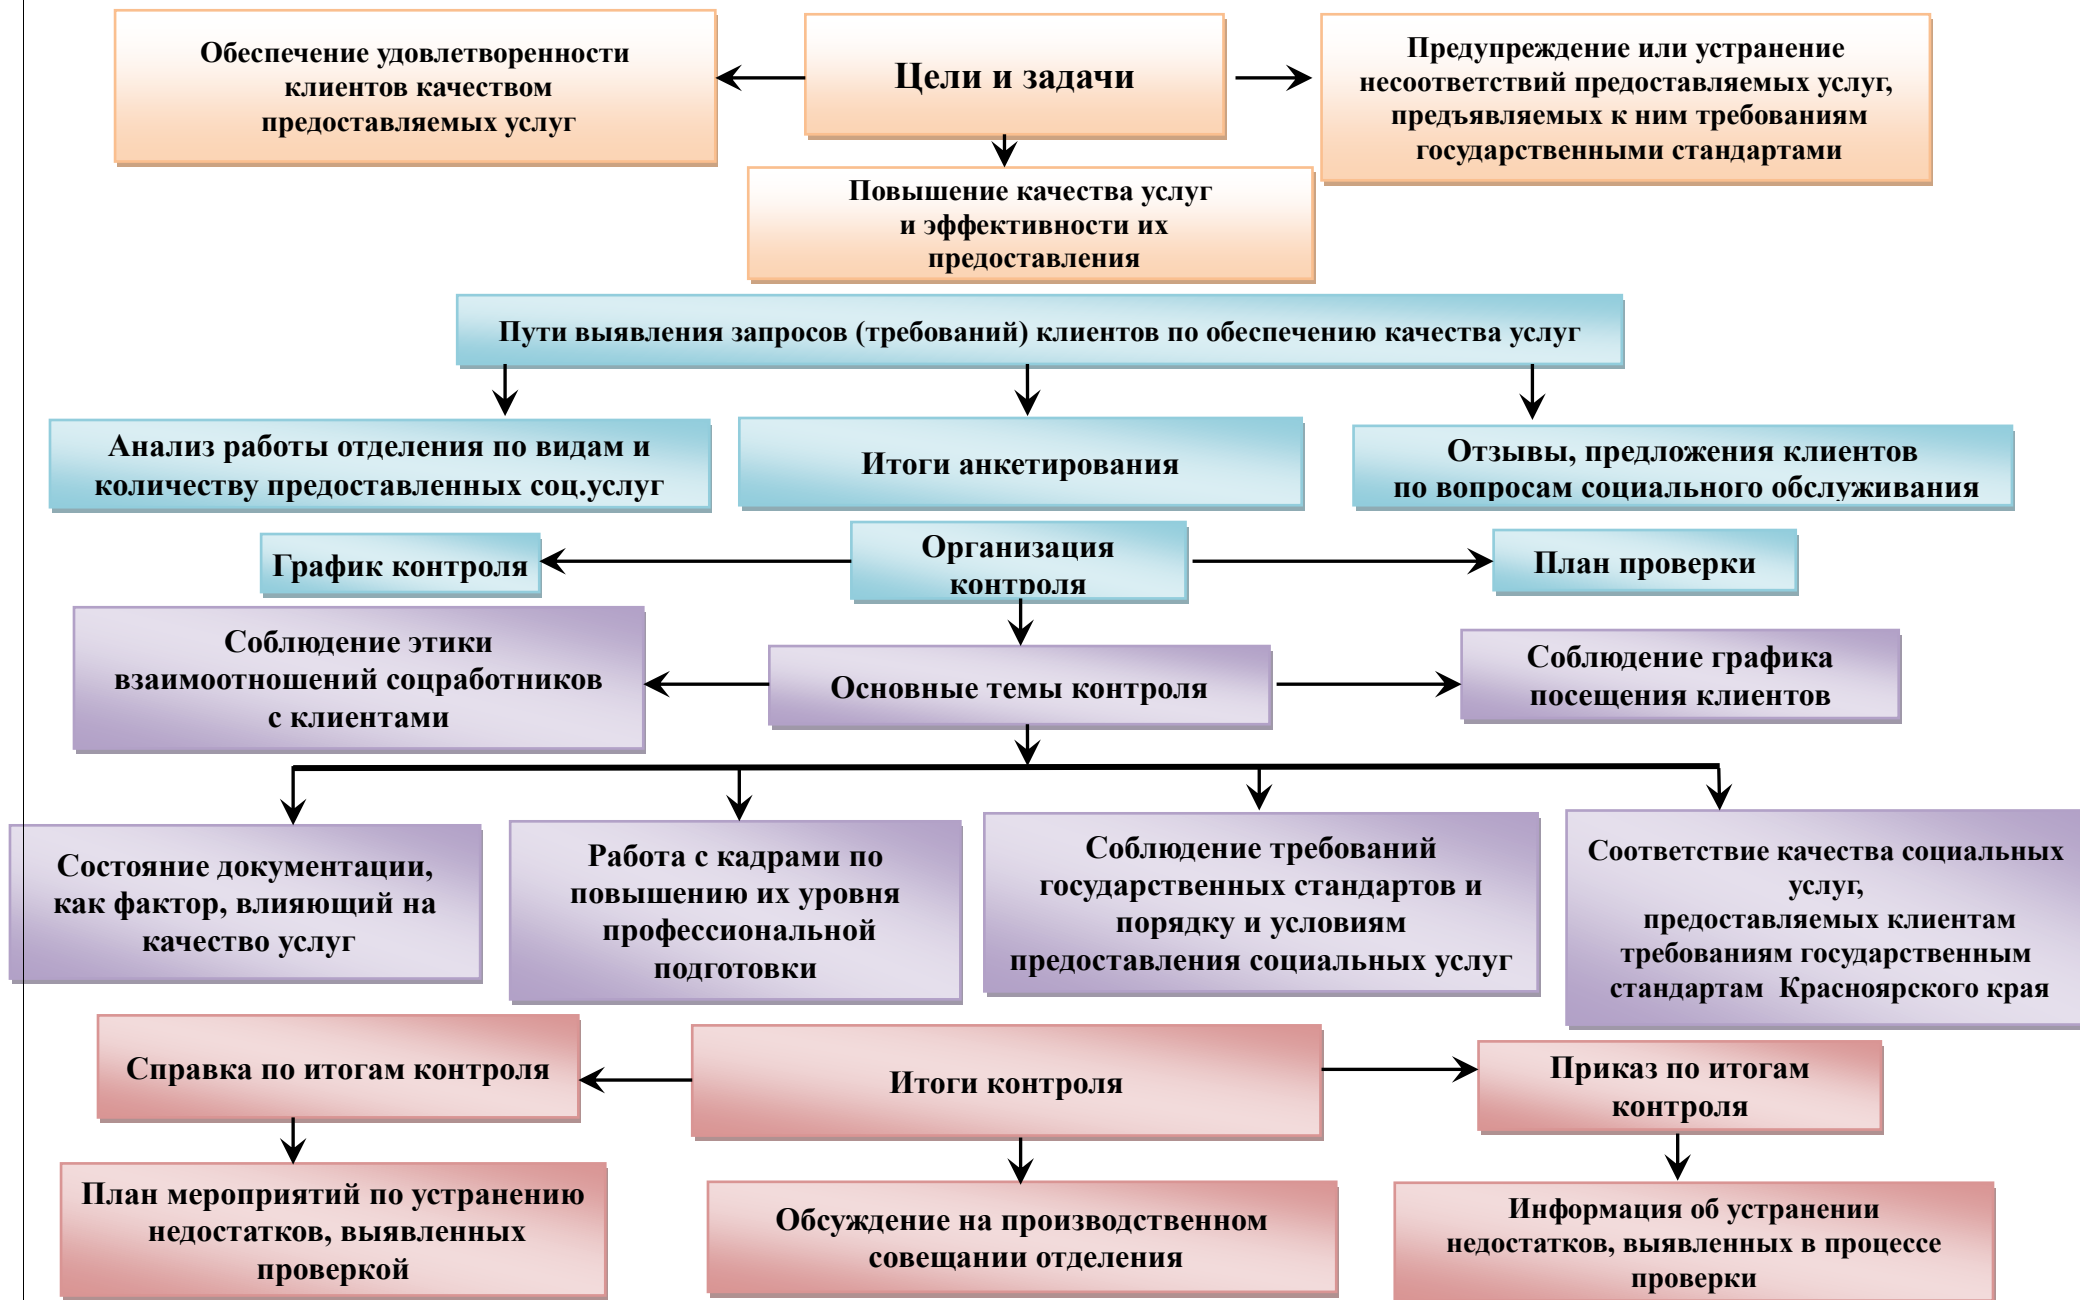 Обеспечение удовлетворенности
клиентов качеством
предоставляемых услуг
Цели и задачи
Предупреждение или устранение
несоответствий предоставляемых услуг,
предъявляемых к ним требованиям
государственными стандартами
Повышение качества услуг
и эффективности их
предоставления
Пути выявления запросов (требований) клиентов по обеспечению качества услуг
Анализ работы отделения по видам и
количеству предоставленных соц.услуг
Итоги анкетирования
Отзывы, предложения клиентов
по вопросам социального обслуживания
График контроля
Организация
контроля
План проверки
Соблюдение этики
взаимоотношений соцработников
с клиентами
Основные темы контроля
Соблюдение графика
посещения клиентов
Состояние документации,
как фактор, влияющий на
качество услуг
Работа с кадрами по
повышению их уровня
профессиональной
подготовки
Соблюдение требований
государственных стандартов и
порядку и условиям
предоставления социальных услуг
Соответствие качества социальных
услуг,
предоставляемых клиентам
требованиям государственным
стандартам Красноярского края
Справка по итогам контроля
Итоги контроля
Приказ по итогам
контроля
План мероприятий по устранению
недостатков, выявленных
проверкой
Обсуждение на производственном
совещании отделения
Информация об устранении
недостатков, выявленных в процессе
проверки